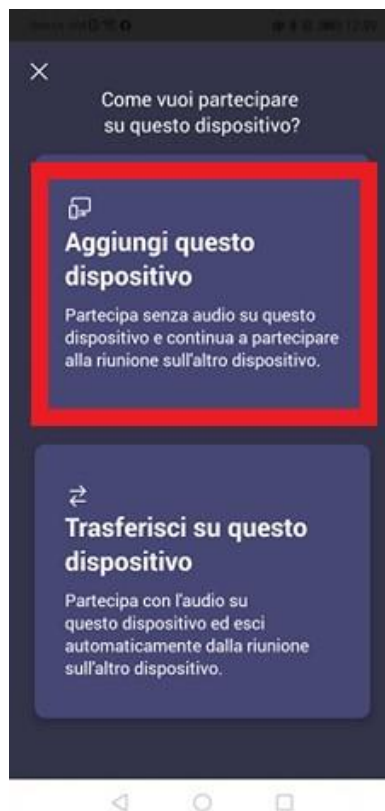 Come vuoi partecipare
su questo dispositivo?
Aggiungi questo
dispositivo
Partecipa senza audio su questo
dispositivo e continua a partecipare
alla riunione sull'altro dispositivo.
Trasferisci su questo
dispositivo
Partecipa con l'audio su
questo dispositivo ed esci
automaticamente dalla riunione
sull'altro dispositivo.